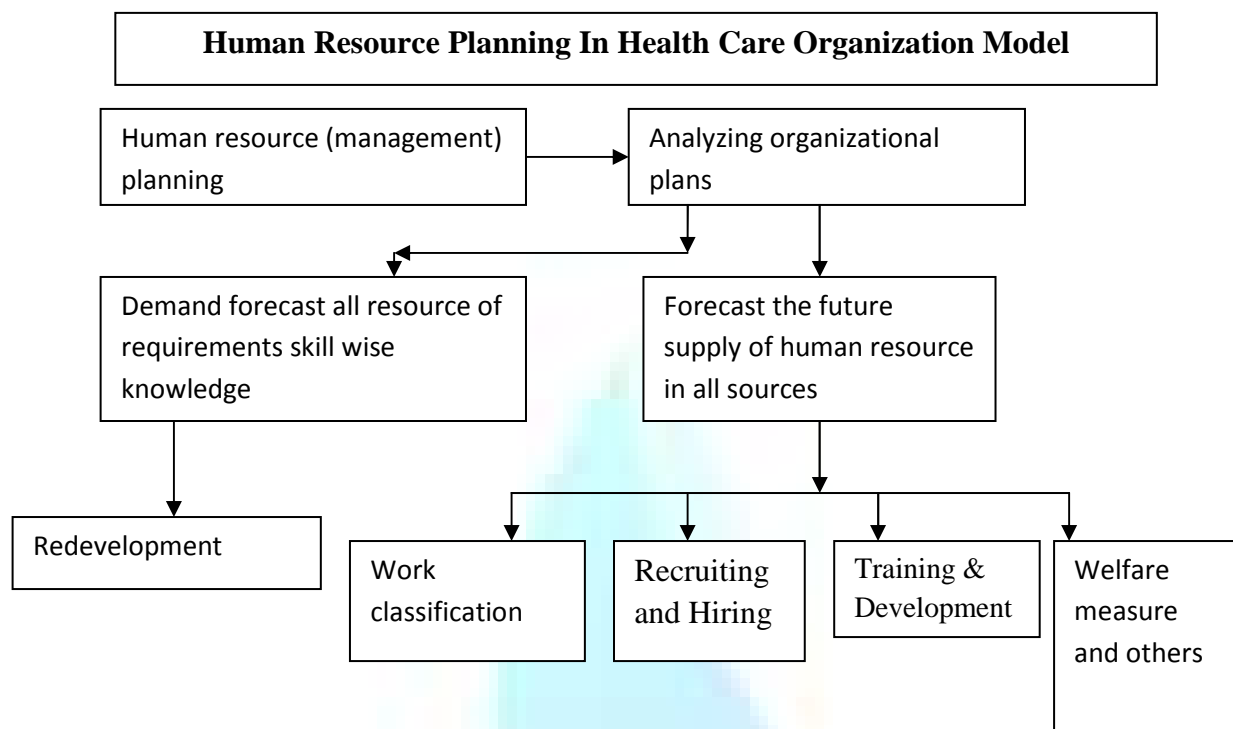 Human Resource Planning In Health Care Organization Model
Human resource (management)
planning
Analyzing organizational
plans
Demand forecast all resource of
requirements skill wise
knowledge
Forecast the future
supply of human resource
in all sources
Redevelopment
Work
classification
Recruiting
and Hiring
Training &
Development
Welfare
measure
and others